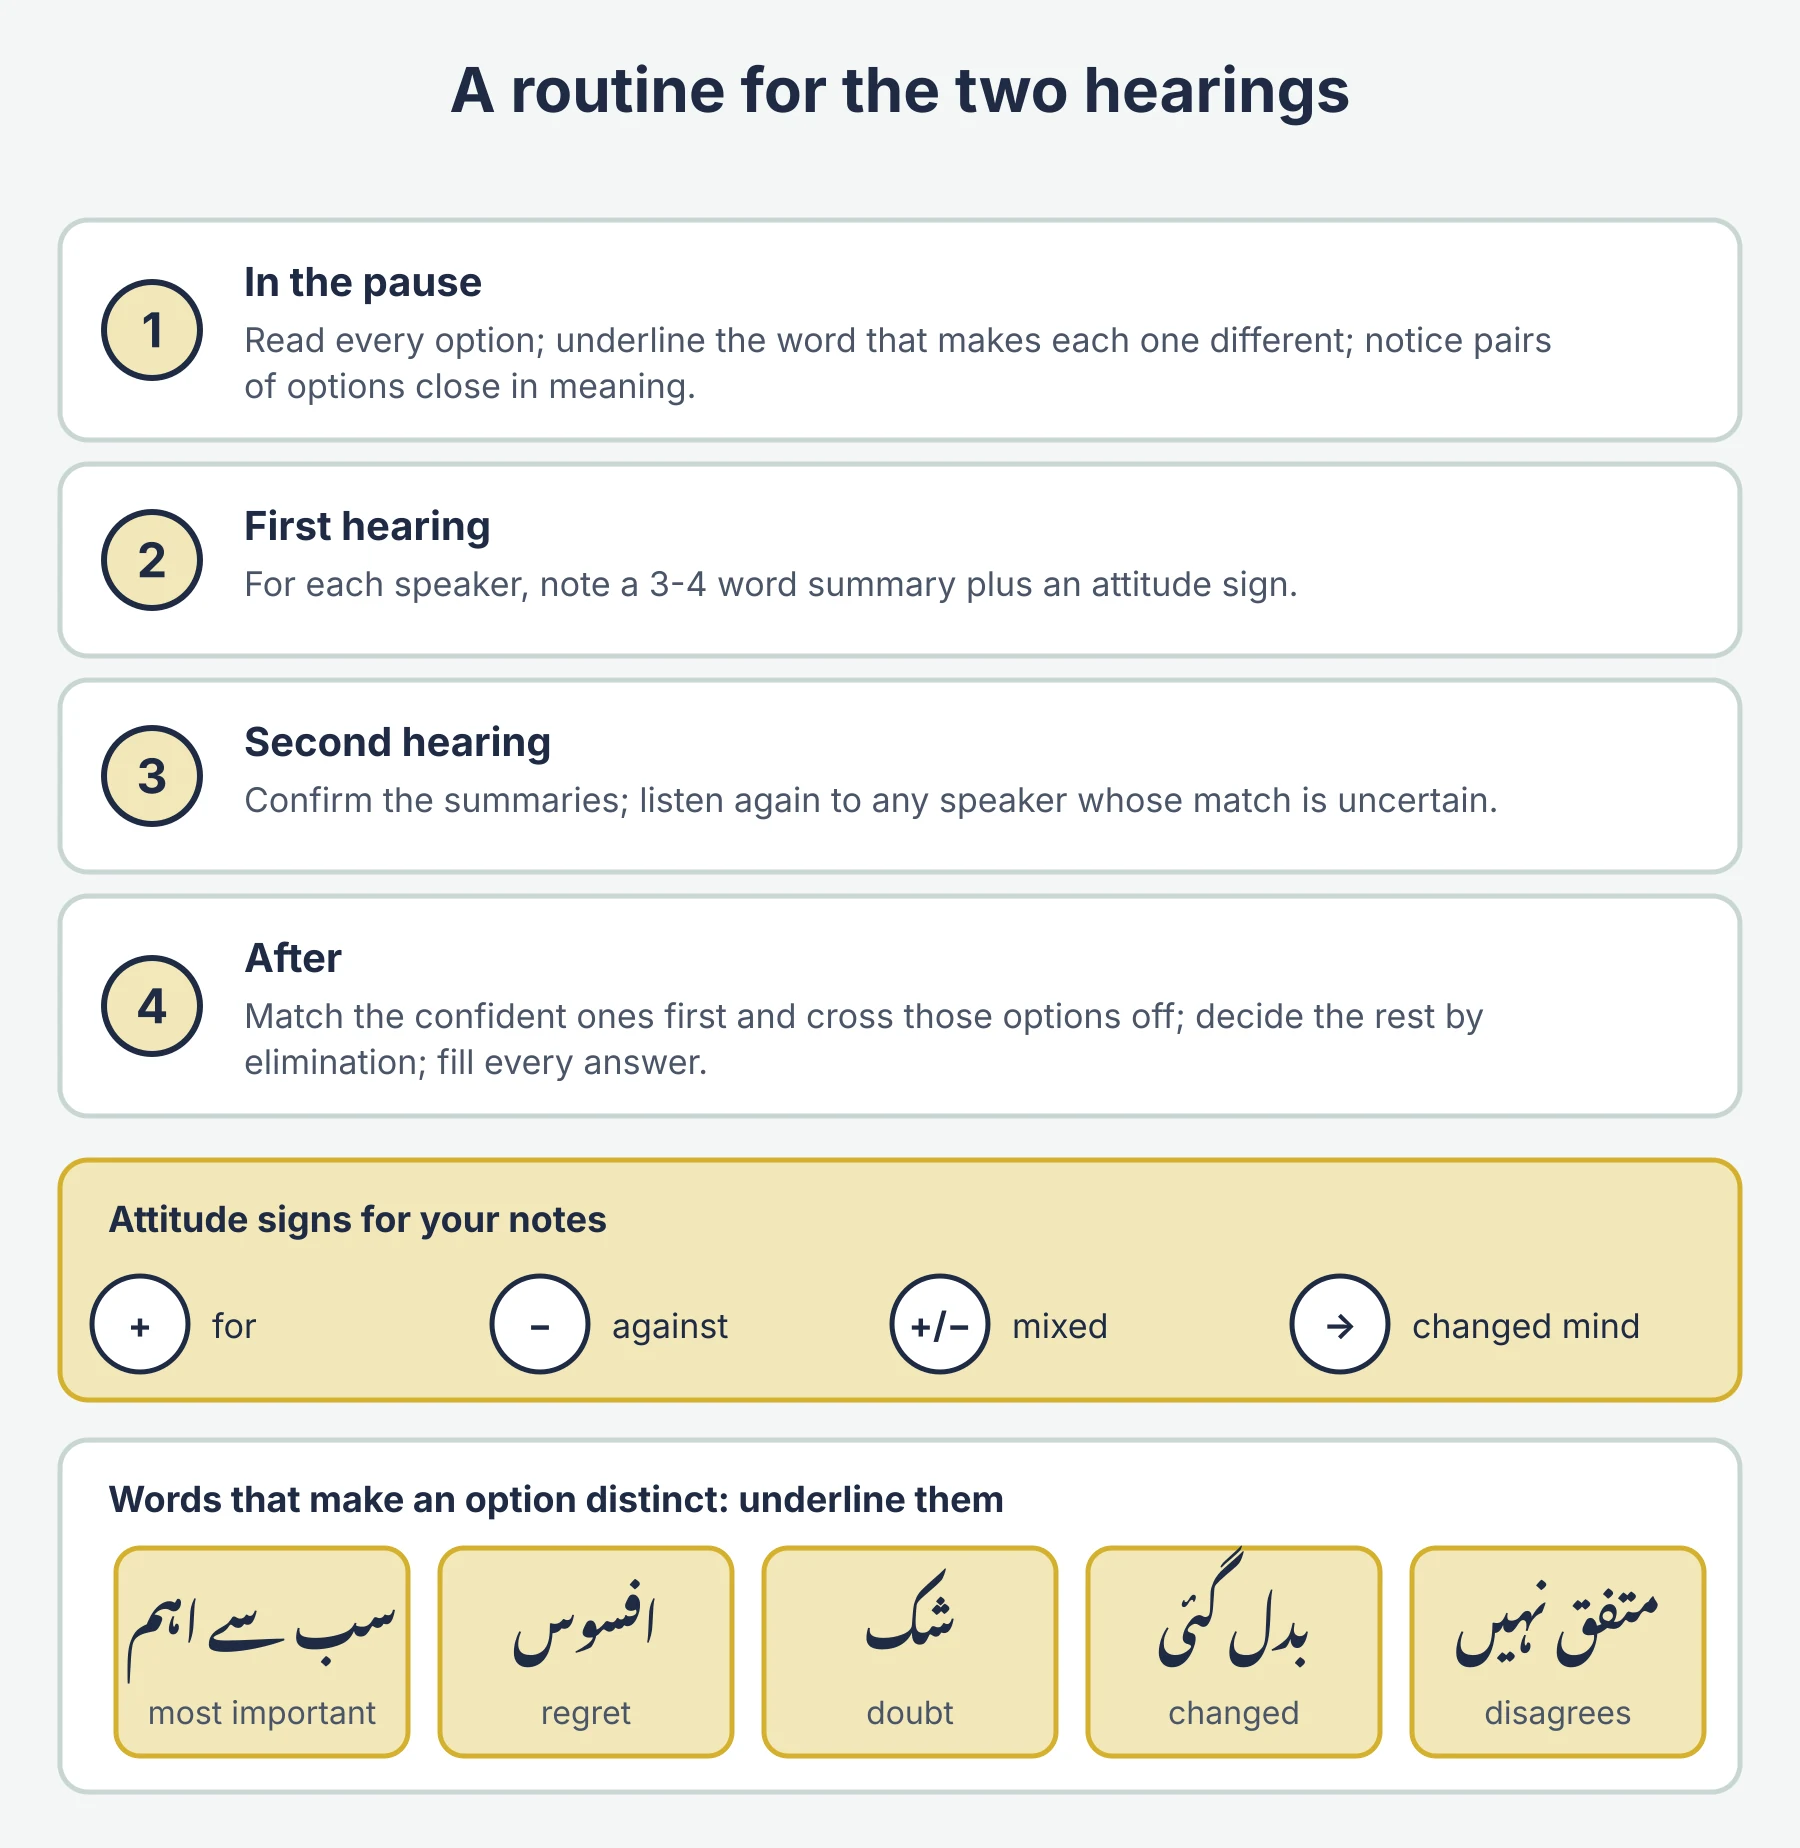 A routine for the two hearings
1
In the pause
Read every option; underline the word that makes each one different; notice pairs
of options close in meaning.
2
First hearing
For each speaker, note a 3-4 word summary plus an attitude sign.
3
Second hearing
Confirm the summaries; listen again to any speaker whose match is uncertain.
4
After
Match the confident ones first and cross those options off; decide the rest by
elimination; fill every answer.
Attitude signs for your notes
+ for
− against
+/− mixed
→ changed mind
Words that make an option distinct: underline them
سب سے اہم
most important
افسوس
regret
شک
doubt
بدل گئی
changed
متفق نہیں
disagrees